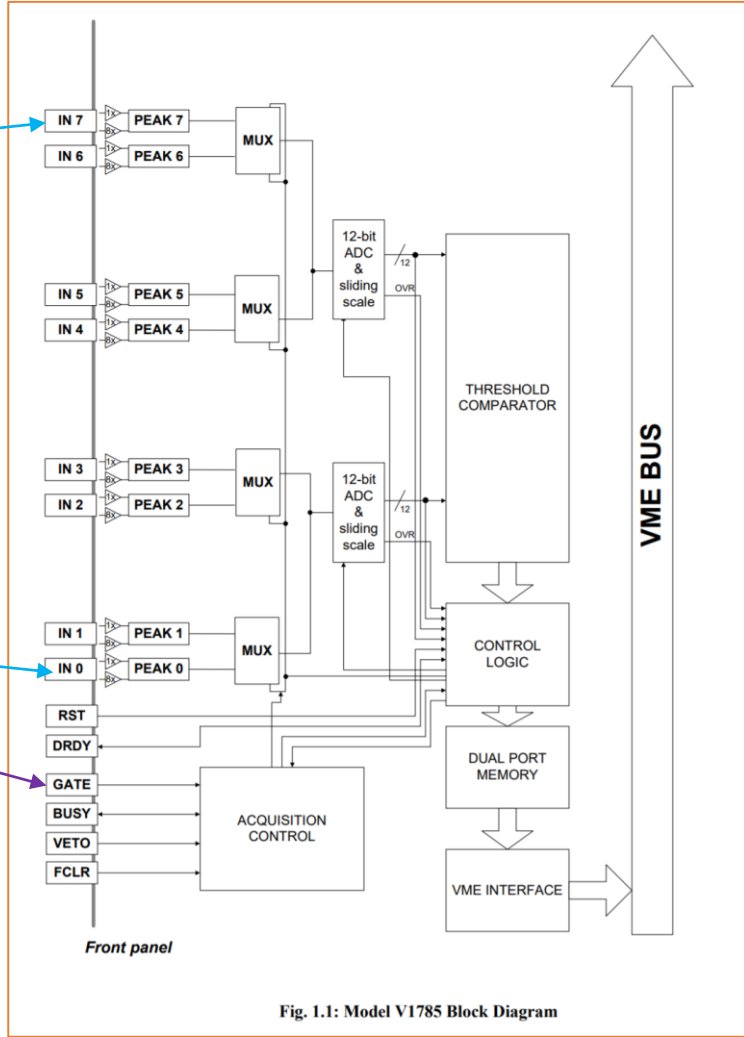 IN 7
1x
8x
PEAK 7
IN 6
1x
8x
PEAK 6
MUX
IN 5
1x
8x
PEAK 5
IN 4
1x
8x
PEAK 4
MUX
12-bit
ADC
&
sliding
scale
12
OVR
THRESHOLD
COMPARATOR
VME BUS
IN 3
1x
8x
PEAK 3
IN 2
1x
8x
PEAK 2
MUX
12-bit
ADC
&
sliding
scale
12
OVR
IN 1
1x
8x
PEAK 1
IN 0
1x
8x
PEAK 0
MUX
CONTROL
LOGIC
RST
DRDY
GATE
BUSY
VETO
FCLR
ACQUISITION
CONTROL
DUAL PORT
MEMORY
VME INTERFACE
Front panel
Fig. 1.1: Model V1785 Block Diagram